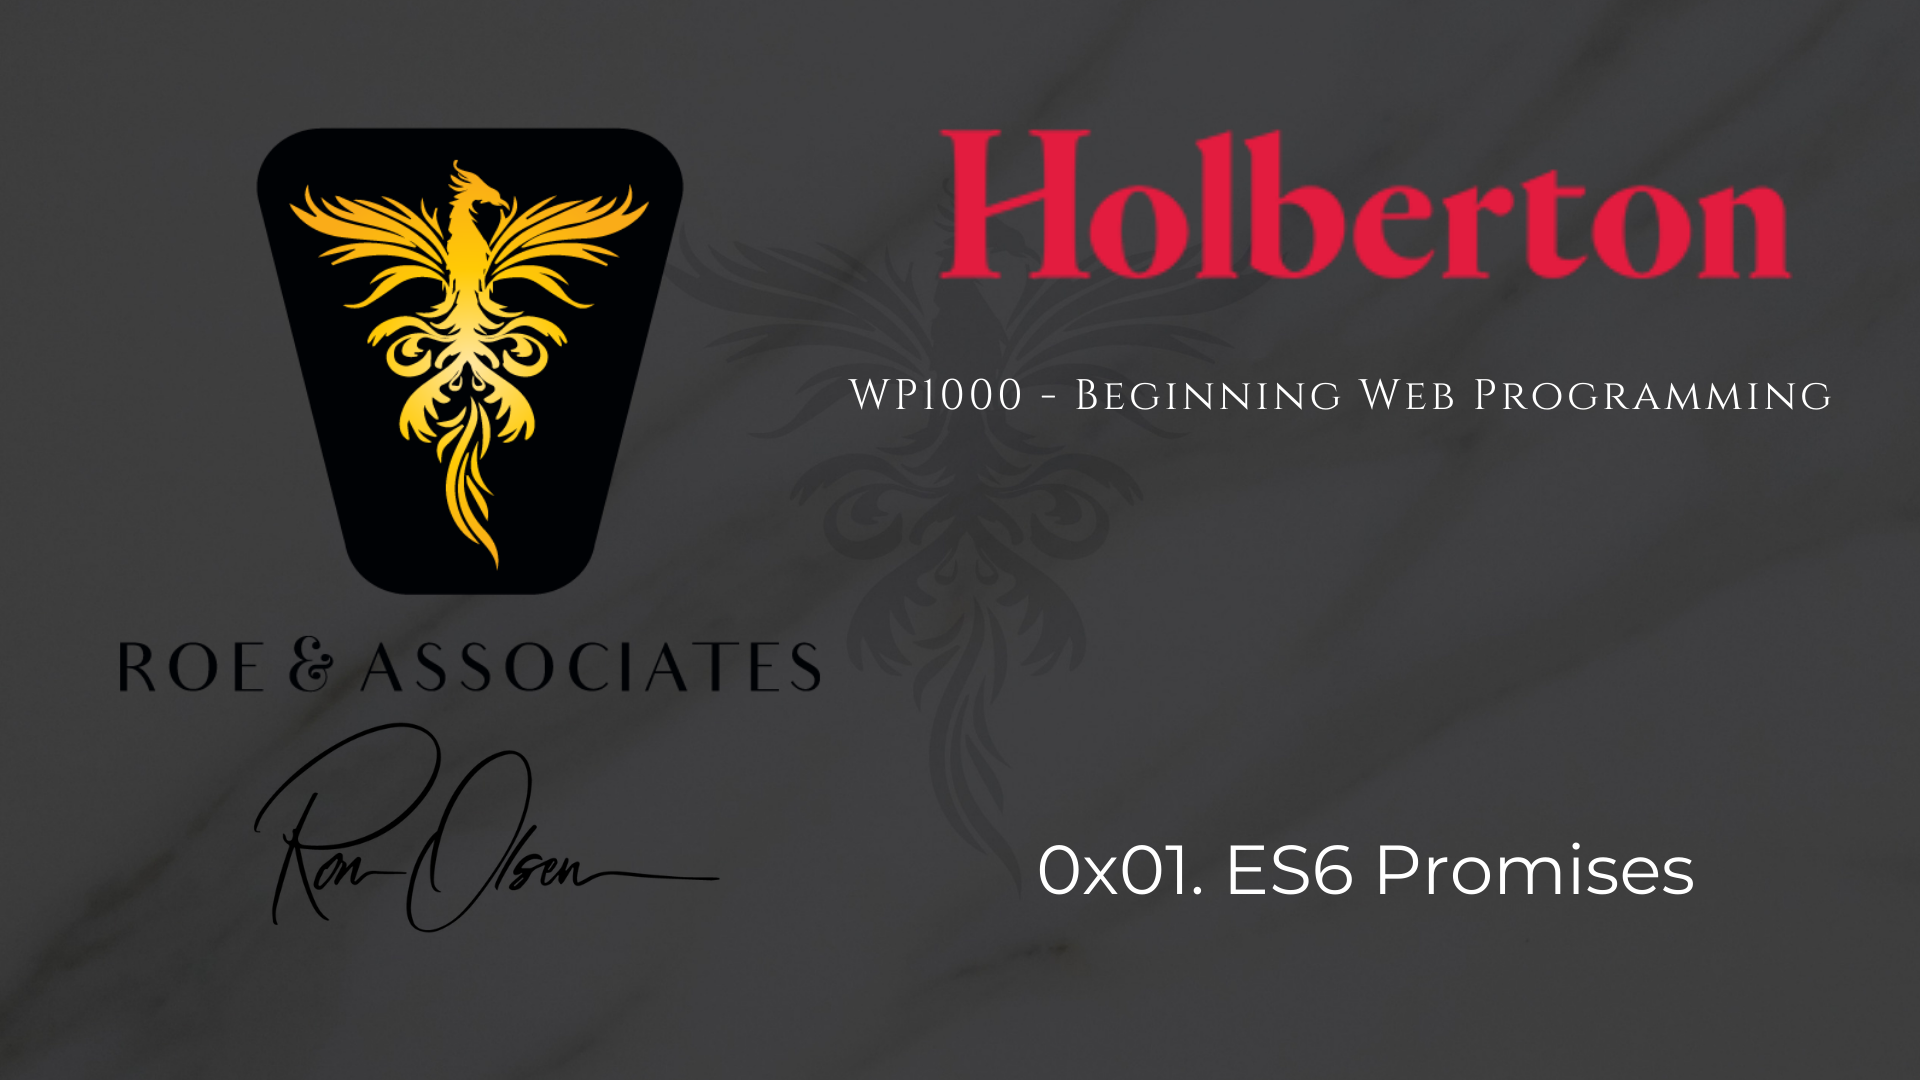 Holberton
WP1000 - Beginning Web Programming
ROE & ASSOCIATES
Ron Olsen
0x01. ES6 Promises